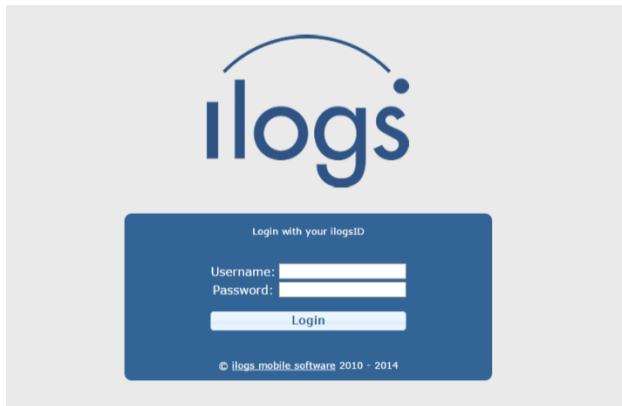 ilogs
Login with your ilogsID
Username:
Password:
Login
© ilogs mobile software 2010 - 2014